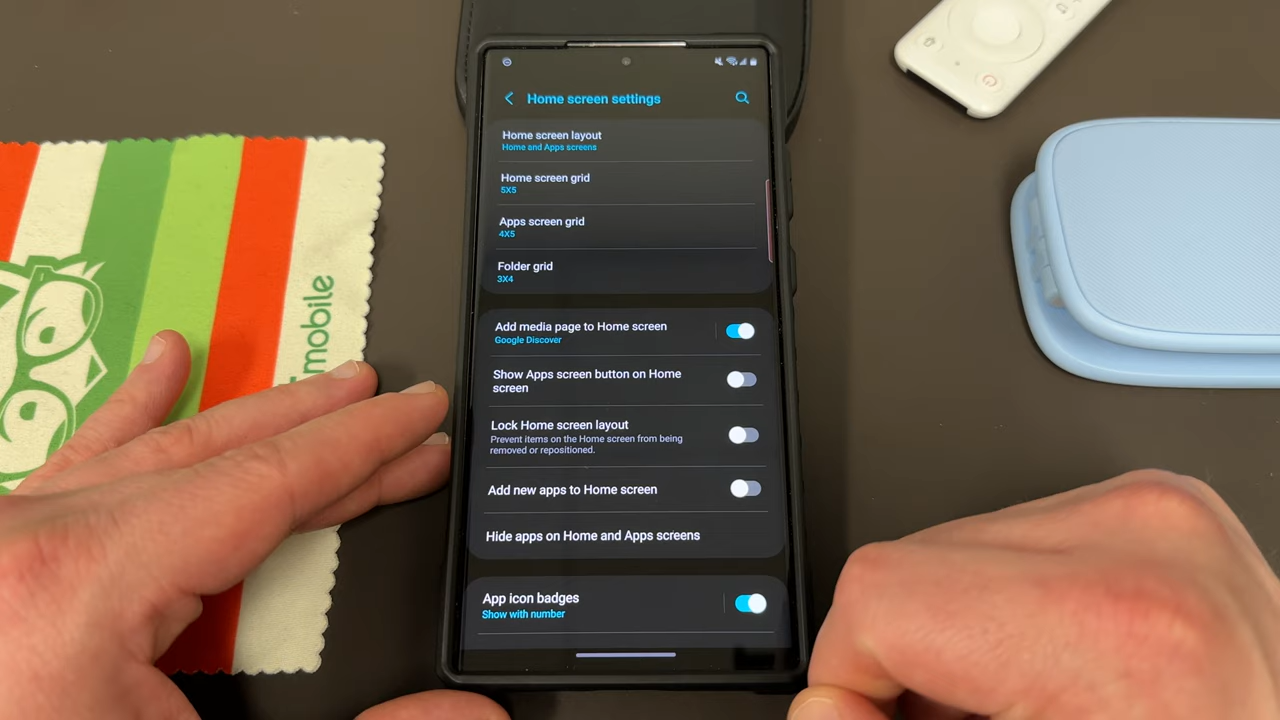 Home screen settings
Home screen layout
Home and Apps screens
Home screen grid
5X5
Apps screen grid
4X5
Folder grid
3X4
Add media page to Home screen
Google Discover
Show Apps screen button on Home
screen
Lock Home screen layout
Prevent items on the Home screen from being
removed or repositioned.
Add new apps to Home screen
Hide apps on Home and Apps screens
App icon badges
Show with number
mobile